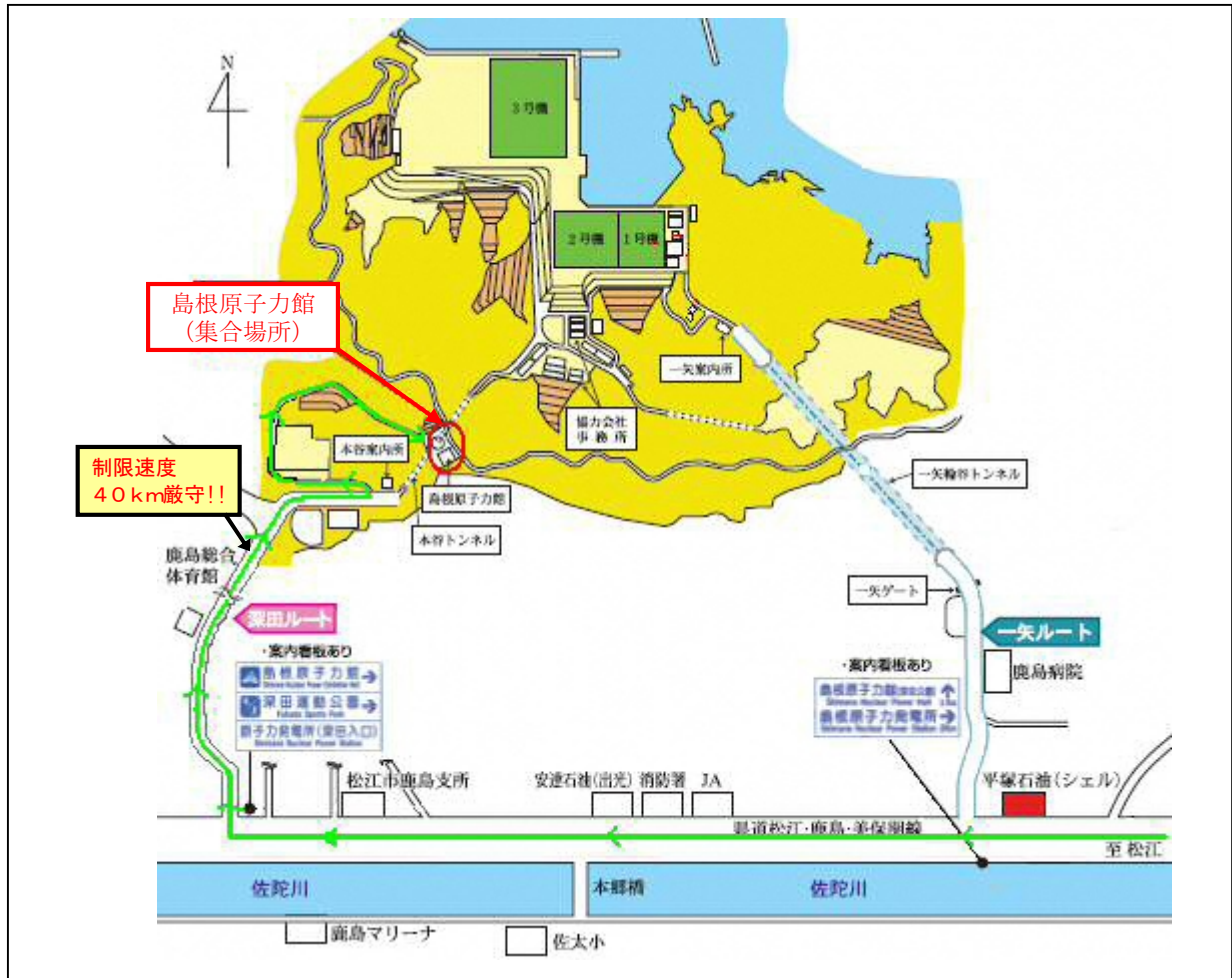 N
3号機
2号機
1号機
島根原子力館
(集合場所)
一矢案内所
協力会社
事務所
本谷案内所
制限速度
40km厳守!!
島根原子力館
一矢輪谷トンネル
本谷トンネル
鹿島総合
体育館
一矢ゲート
深田ルート
一矢ルート
・案内看板あり
島根原子力館→
深田運動公園→
原子力発電所(深田入口)
Shimane Nuclear Power Station
・案内看板あり
島根原子力館
↑
島根原子力発電所→
鹿島病院
松江市鹿島支所
安達石油(出光)
消防署
JA
平塚石油(シェル)
県道松江・鹿島・美保関線
至 松江
佐陀川
本郷橋
佐陀川
鹿島マリーナ
佐太小